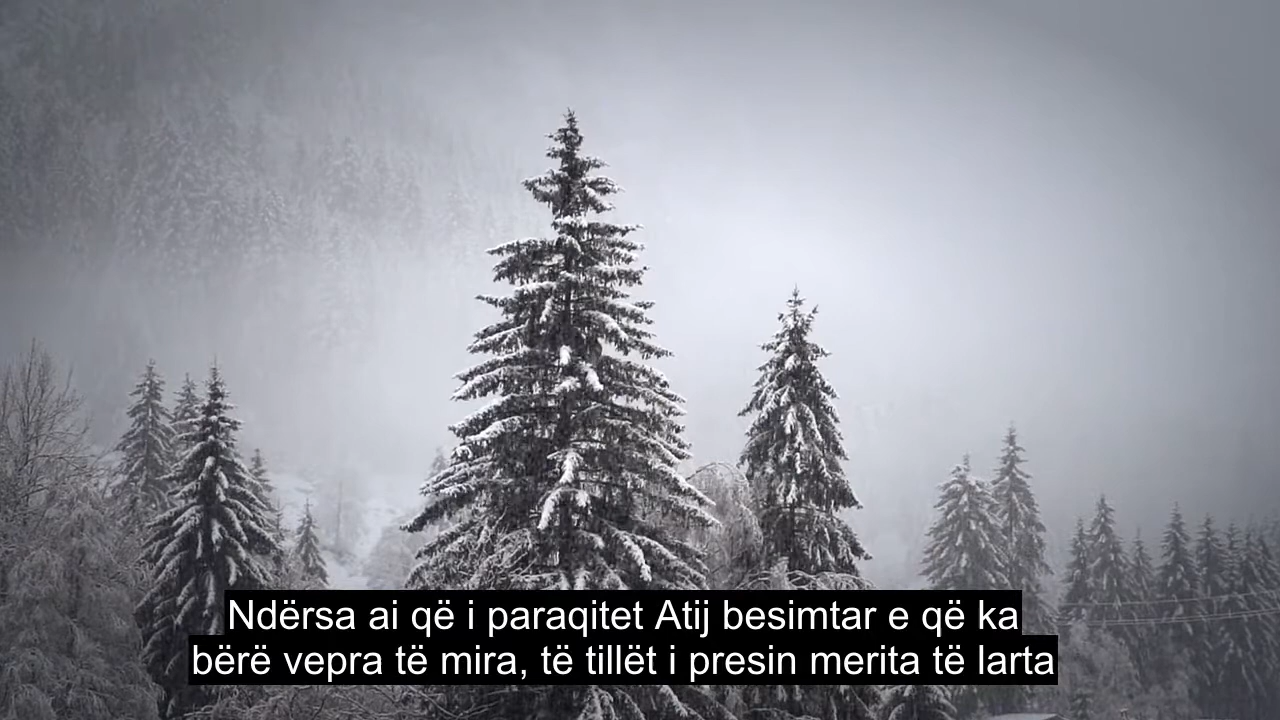 Ndërsa ai që i paraqitet Atij besimtar e që ka
bërë vepra të mira, të tillët i presin merita të larta